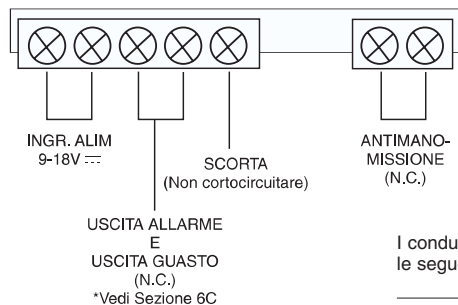 INGR. ALIM
9-18V
SCORTA
(Non cortocircuitare)
ANTIMANO-
MISSIONE
(N.C.)
USCITA ALLARME
E
USCITA GUASTO
(N.C.)
*Vedi Sezione 6C
I condu
le segu